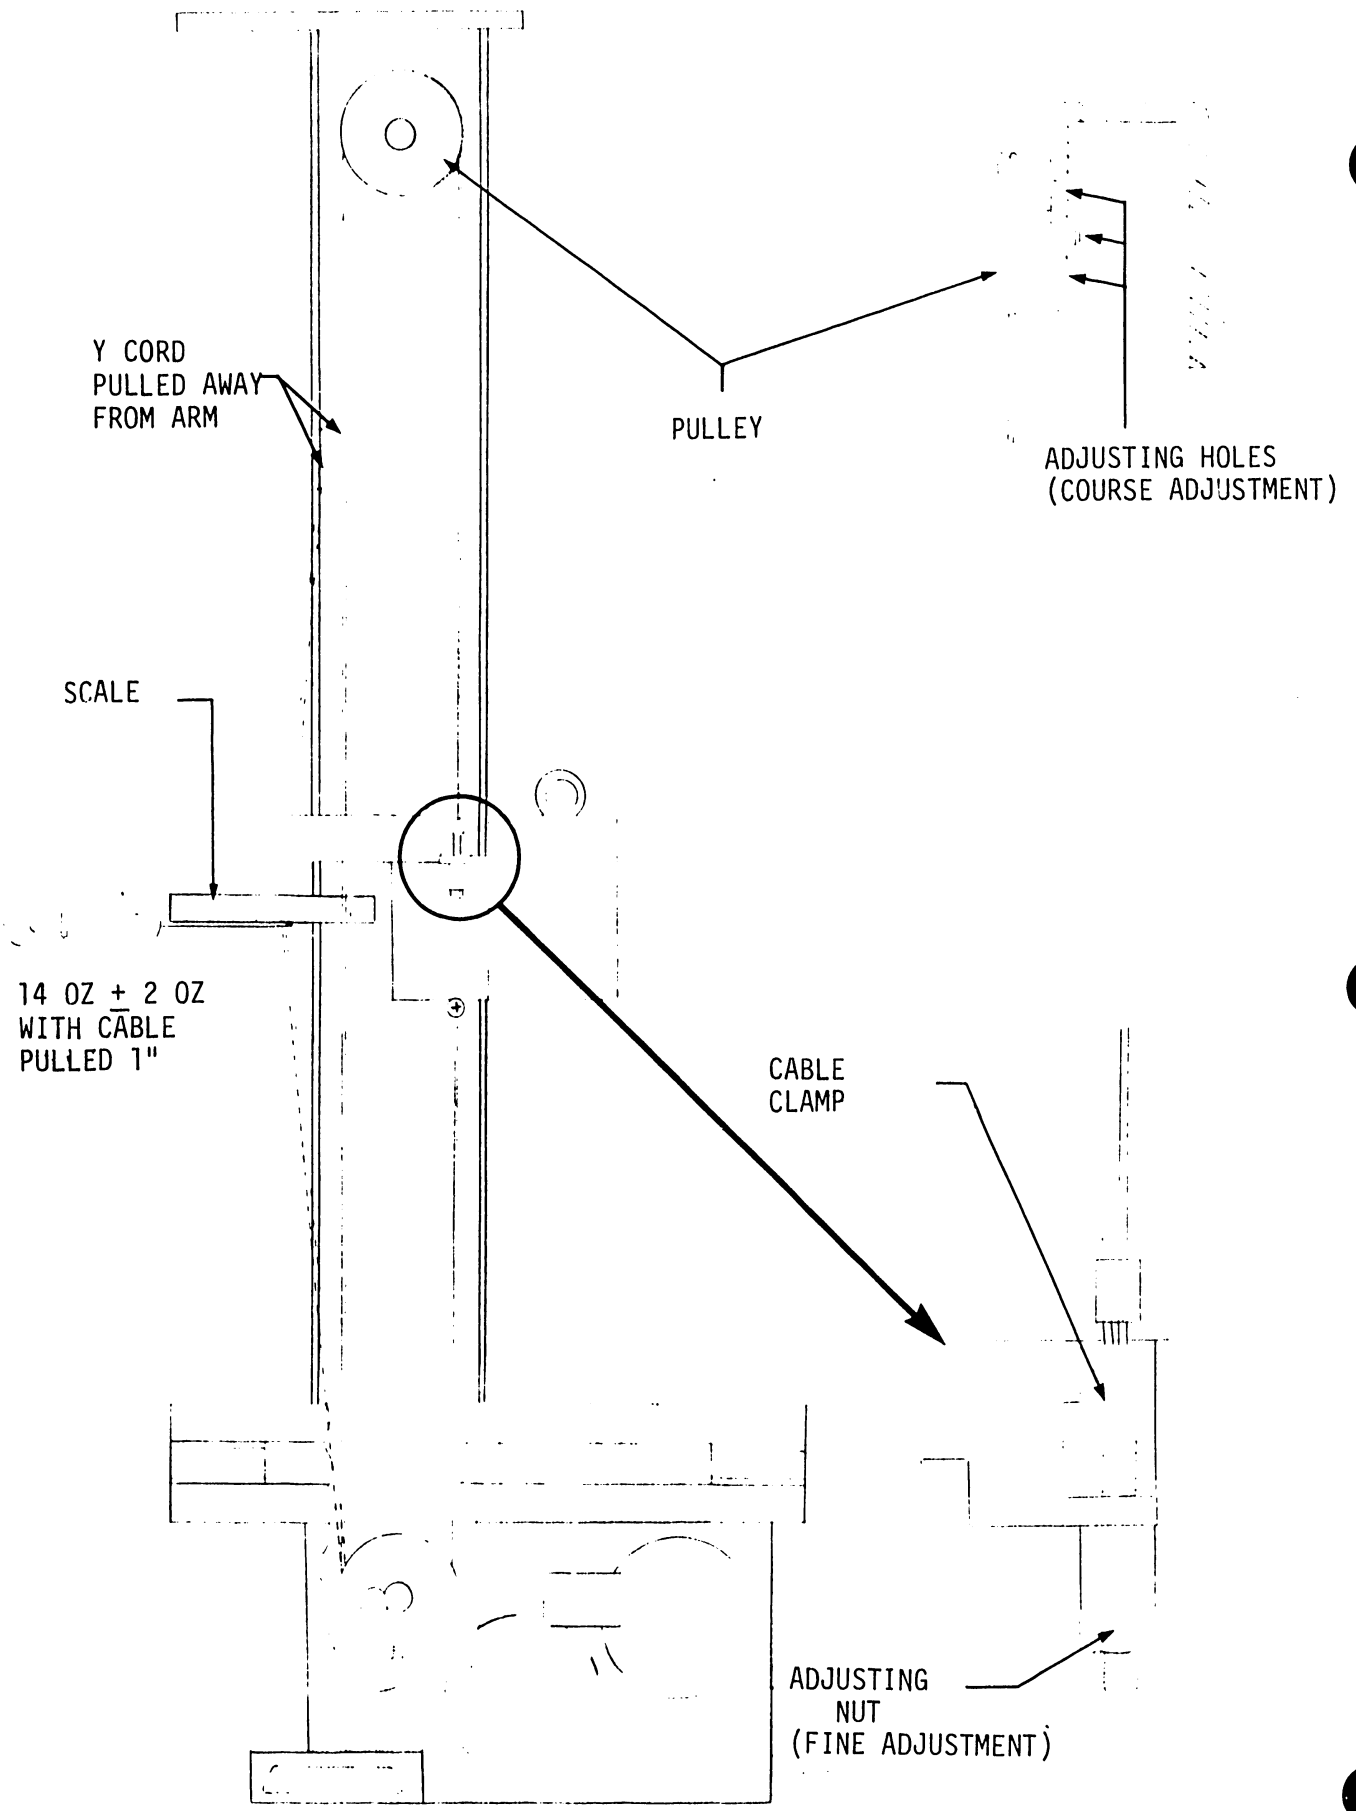 Y CORD
PULLED AWAY
FROM ARM
PULLEY
ADJUSTING HOLES
(COURSE ADJUSTMENT)
SCALE
14 OZ ± 2 OZ
WITH CABLE
PULLED 1"
CABLE
CLAMP
ADJUSTING
NUT
(FINE ADJUSTMENT)